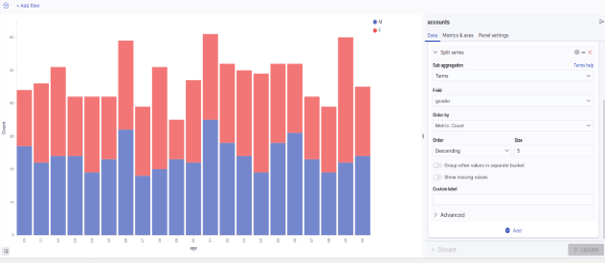 + Add filter
M
F
accounts
Data Metrics & axes Panel settings
Split series
Sub aggregation Terms help
Terms
Field
gender
Order by
Metric: Count
Order Size
Descending 5
Group other values in separate bucket
Show missing values
Custom label
Advanced
Add
Discard Update
Count
age